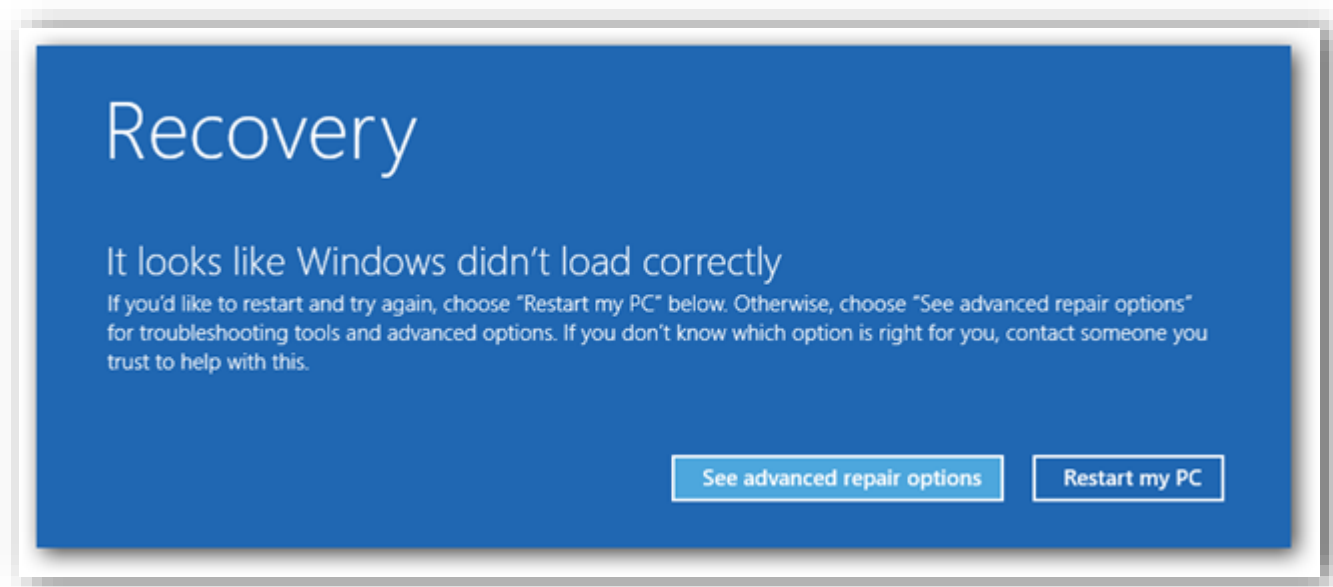 Recovery
It looks like Windows didn't load correctly
If you'd like to restart and try again, choose “Restart my PC” below. Otherwise, choose “See advanced repair options”
for troubleshooting tools and advanced options. If you don't know which option is right for you, contact someone you
trust to help with this.
See advanced repair options
Restart my PC